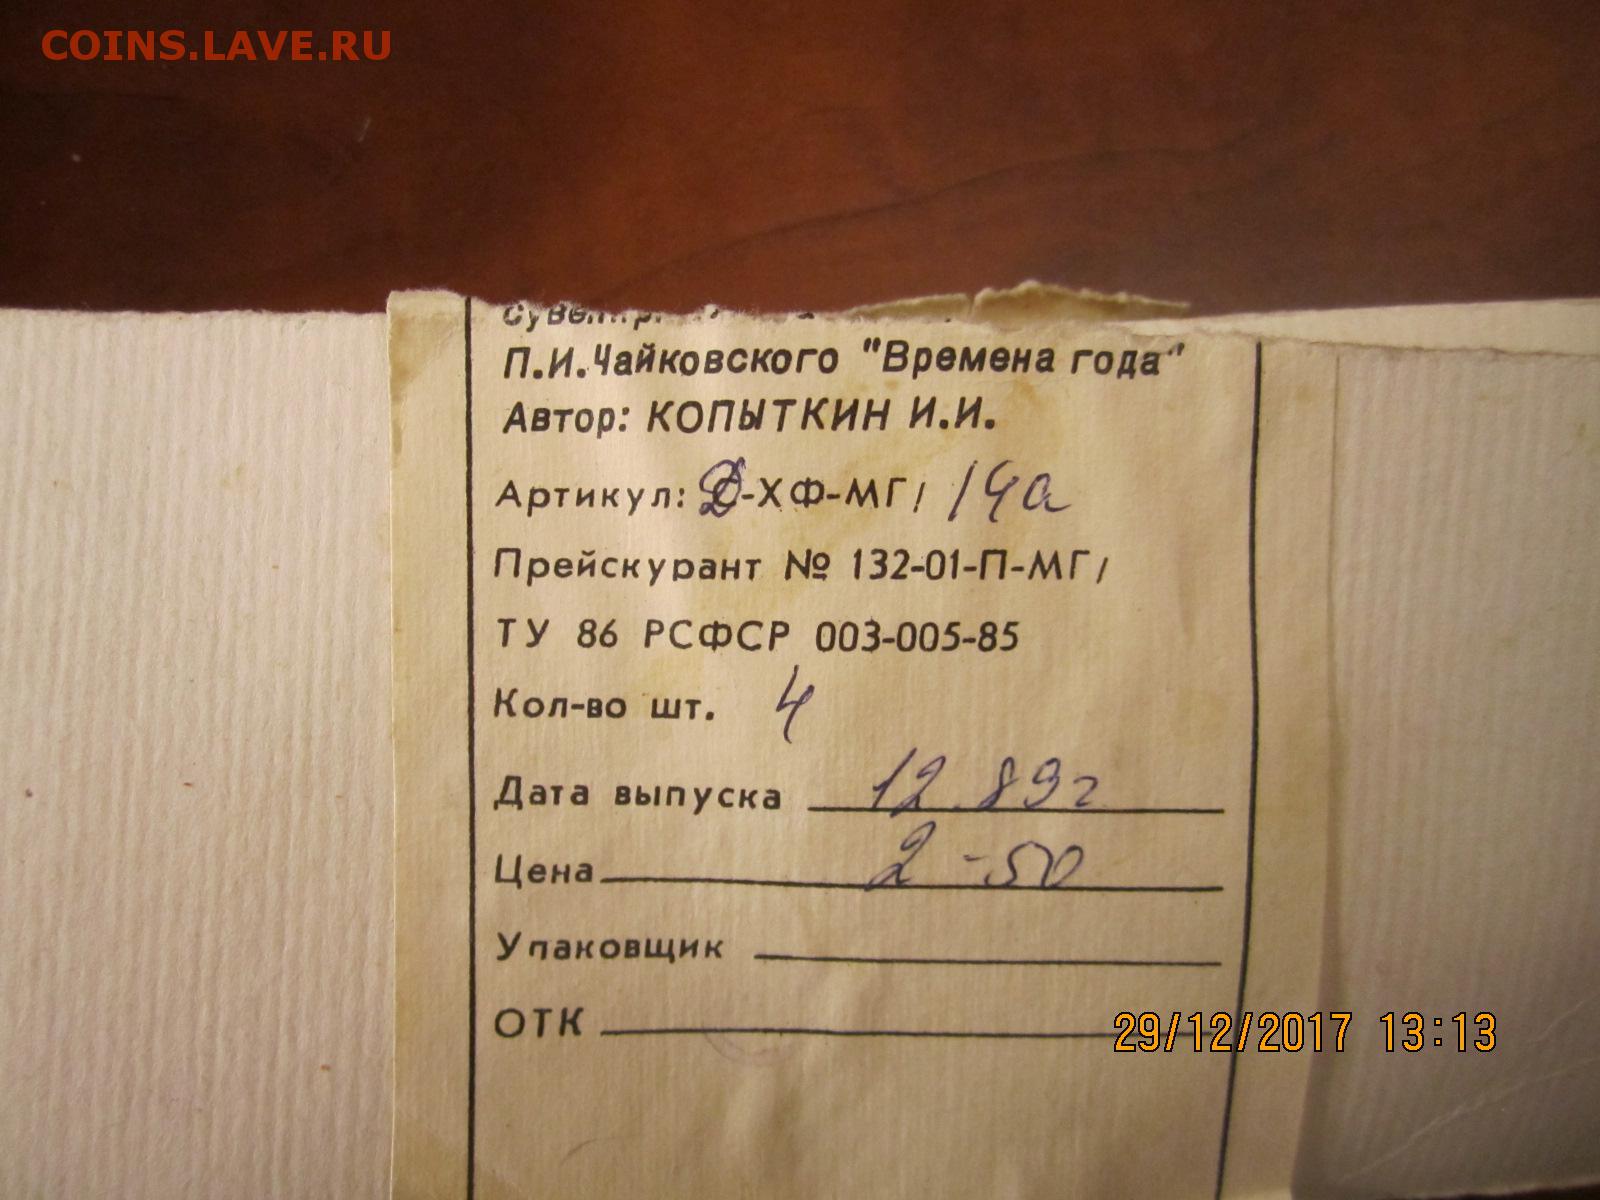 COINS.LAVE.RU
П.И.Чайковского "Времена года"
Автор: КОПЫТКИН И.И.
Артикул: Д-ХФ-МГ/ 14а
Прейскурант № 132-01-П-МГ/
ТУ 86 РСФСР 003-005-85
Кол-во шт. 4
Дата выпуска 12.89г
Цена 2-50
Упаковщик
ОТК
29/12/2017 13:13